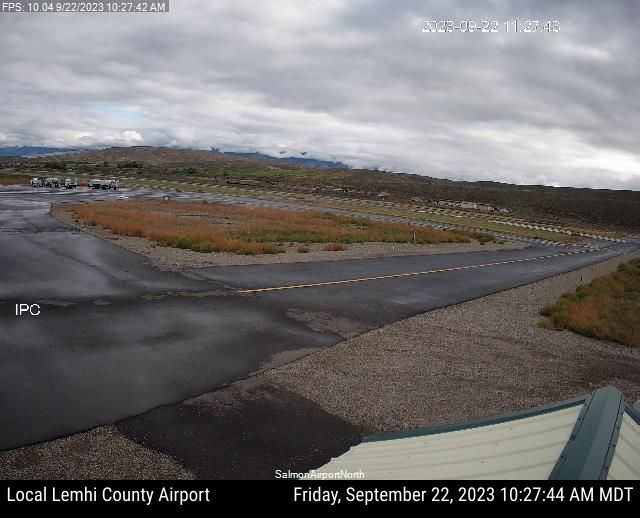 FPS: 10.04 9/22/2023 10:27:42 AM
2023-09-22 11:27:43
IPC
SalmonAirportNorth
Local Lemhi County Airport Friday, September 22, 2023 10:27:44 AM MDT